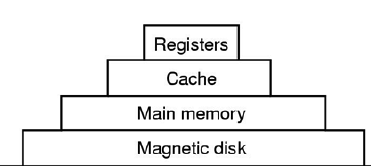 Registers
Cache
Main memory
Magnetic disk